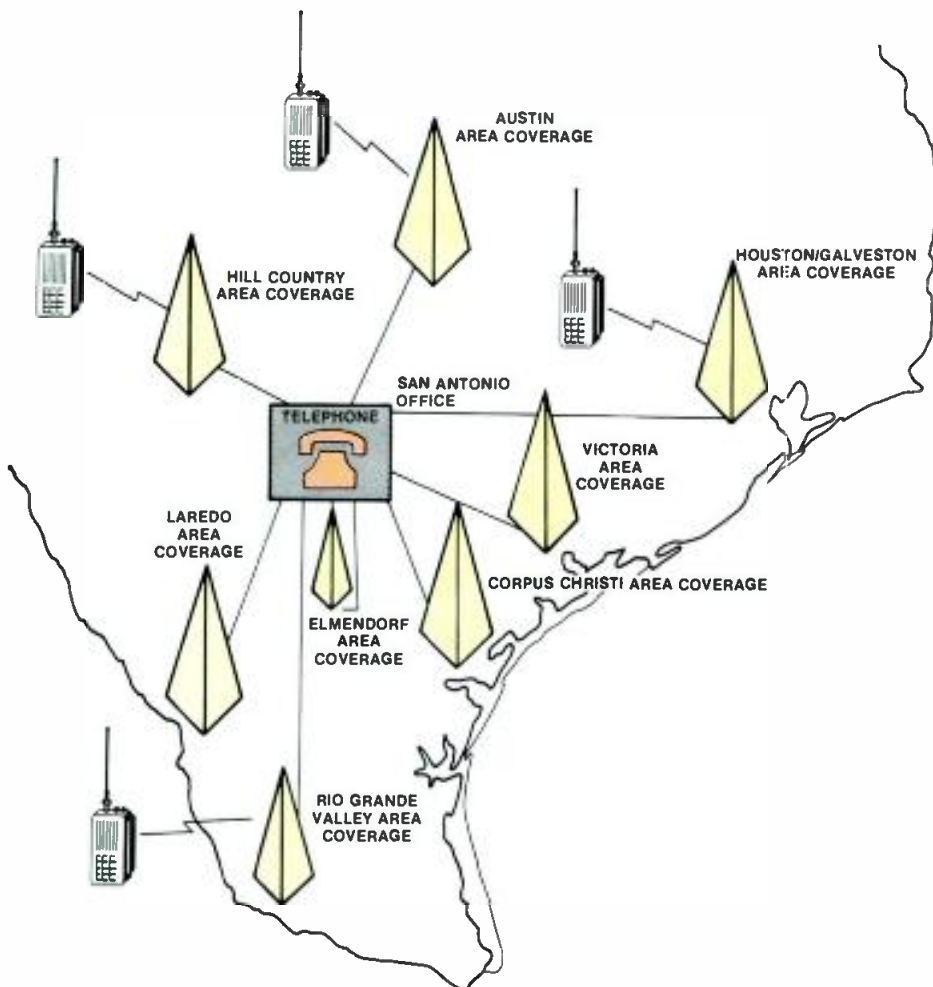 AUSTIN
AREA COVERAGE
HILL COUNTRY
AREA COVERAGE
HOUSTON/GALVESTON
AREA COVERAGE
SAN ANTONIO
OFFICE
TELEPHONE
VICTORIA
AREA
COVERAGE
LAREDO
AREA
COVERAGE
CORPUS CHRISTI AREA COVERAGE
ELMENDORF
AREA
COVERAGE
RIO GRANDE
VALLEY AREA
COVERAGE